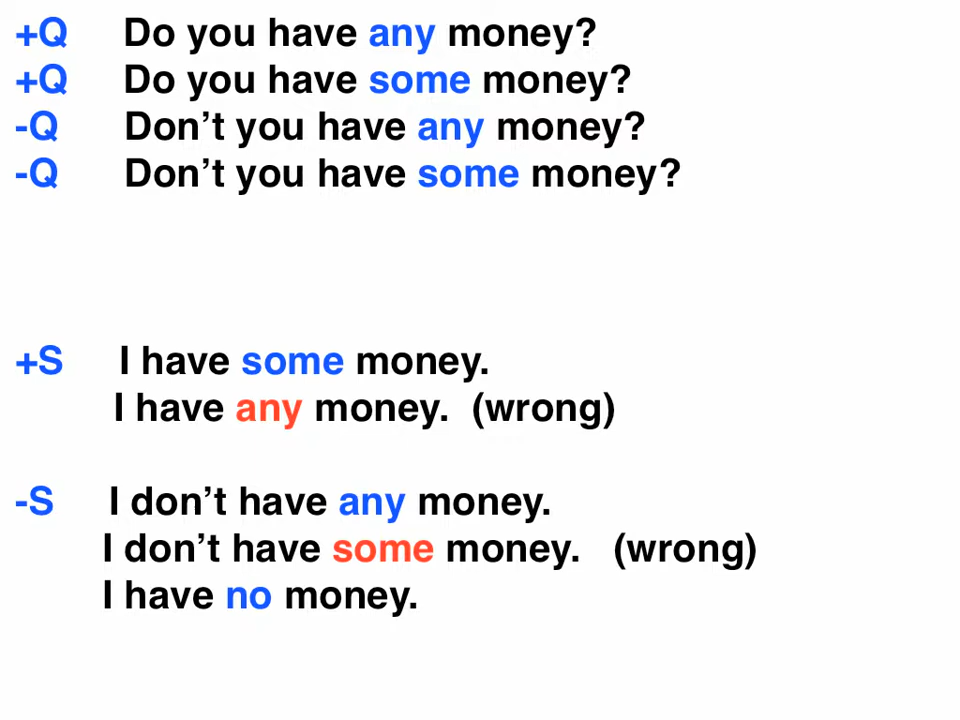 +Q Do you have any money?
+Q Do you have some money?
-Q Don’t you have any money?
-Q Don’t you have some money?
+S I have some money.
I have any money. (wrong)
-S I don’t have any money.
I don’t have some money. (wrong)
I have no money.